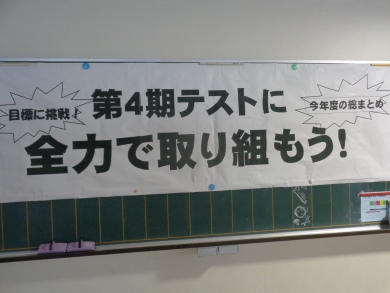 目標に挑戦!
第4期テストに
今年度の総まとめ
全力で取り組もう!